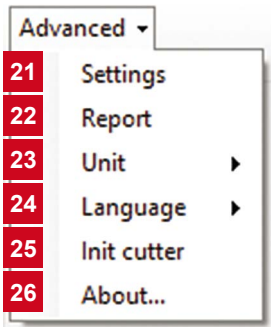 Advanced
21 Settings
22 Report
23 Unit
24 Language
25 Init cutter
26 About...